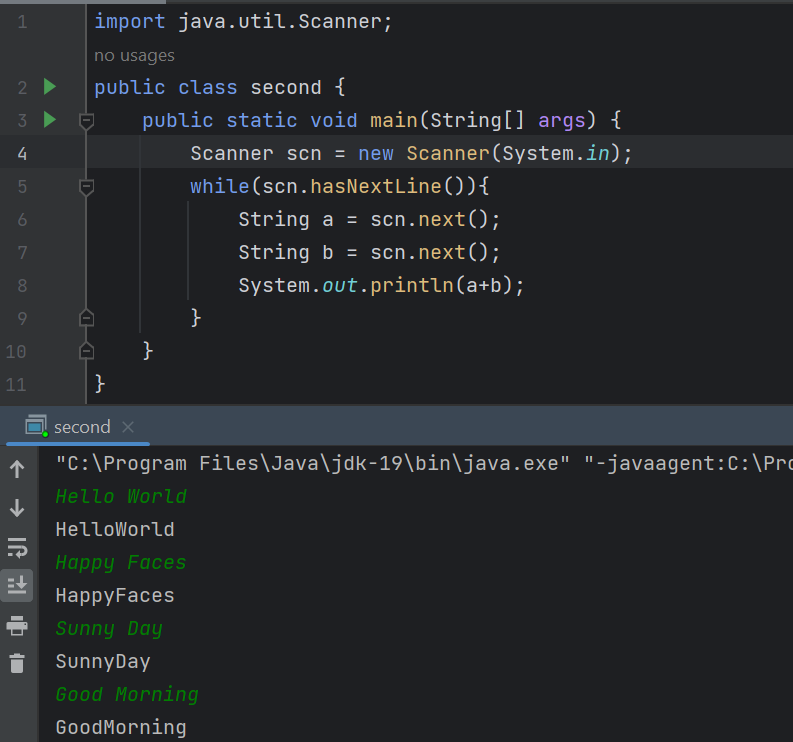 1 import java.util.Scanner;
no usages
2 public class second {
3 public static void main(String[] args) {
4 Scanner scn = new Scanner(System.in);
5 while(scn.hasNextLine()){
6 String a = scn.next();
7 String b = scn.next();
8 System.out.println(a+b);
9 }
10 }
11 }
second
"C:\Program Files\Java\jdk-19\bin\java.exe" "-javaagent:C:\Pro
Hello World
HelloWorld
Happy Faces
HappyFaces
Sunny Day
SunnyDay
Good Morning
GoodMorning